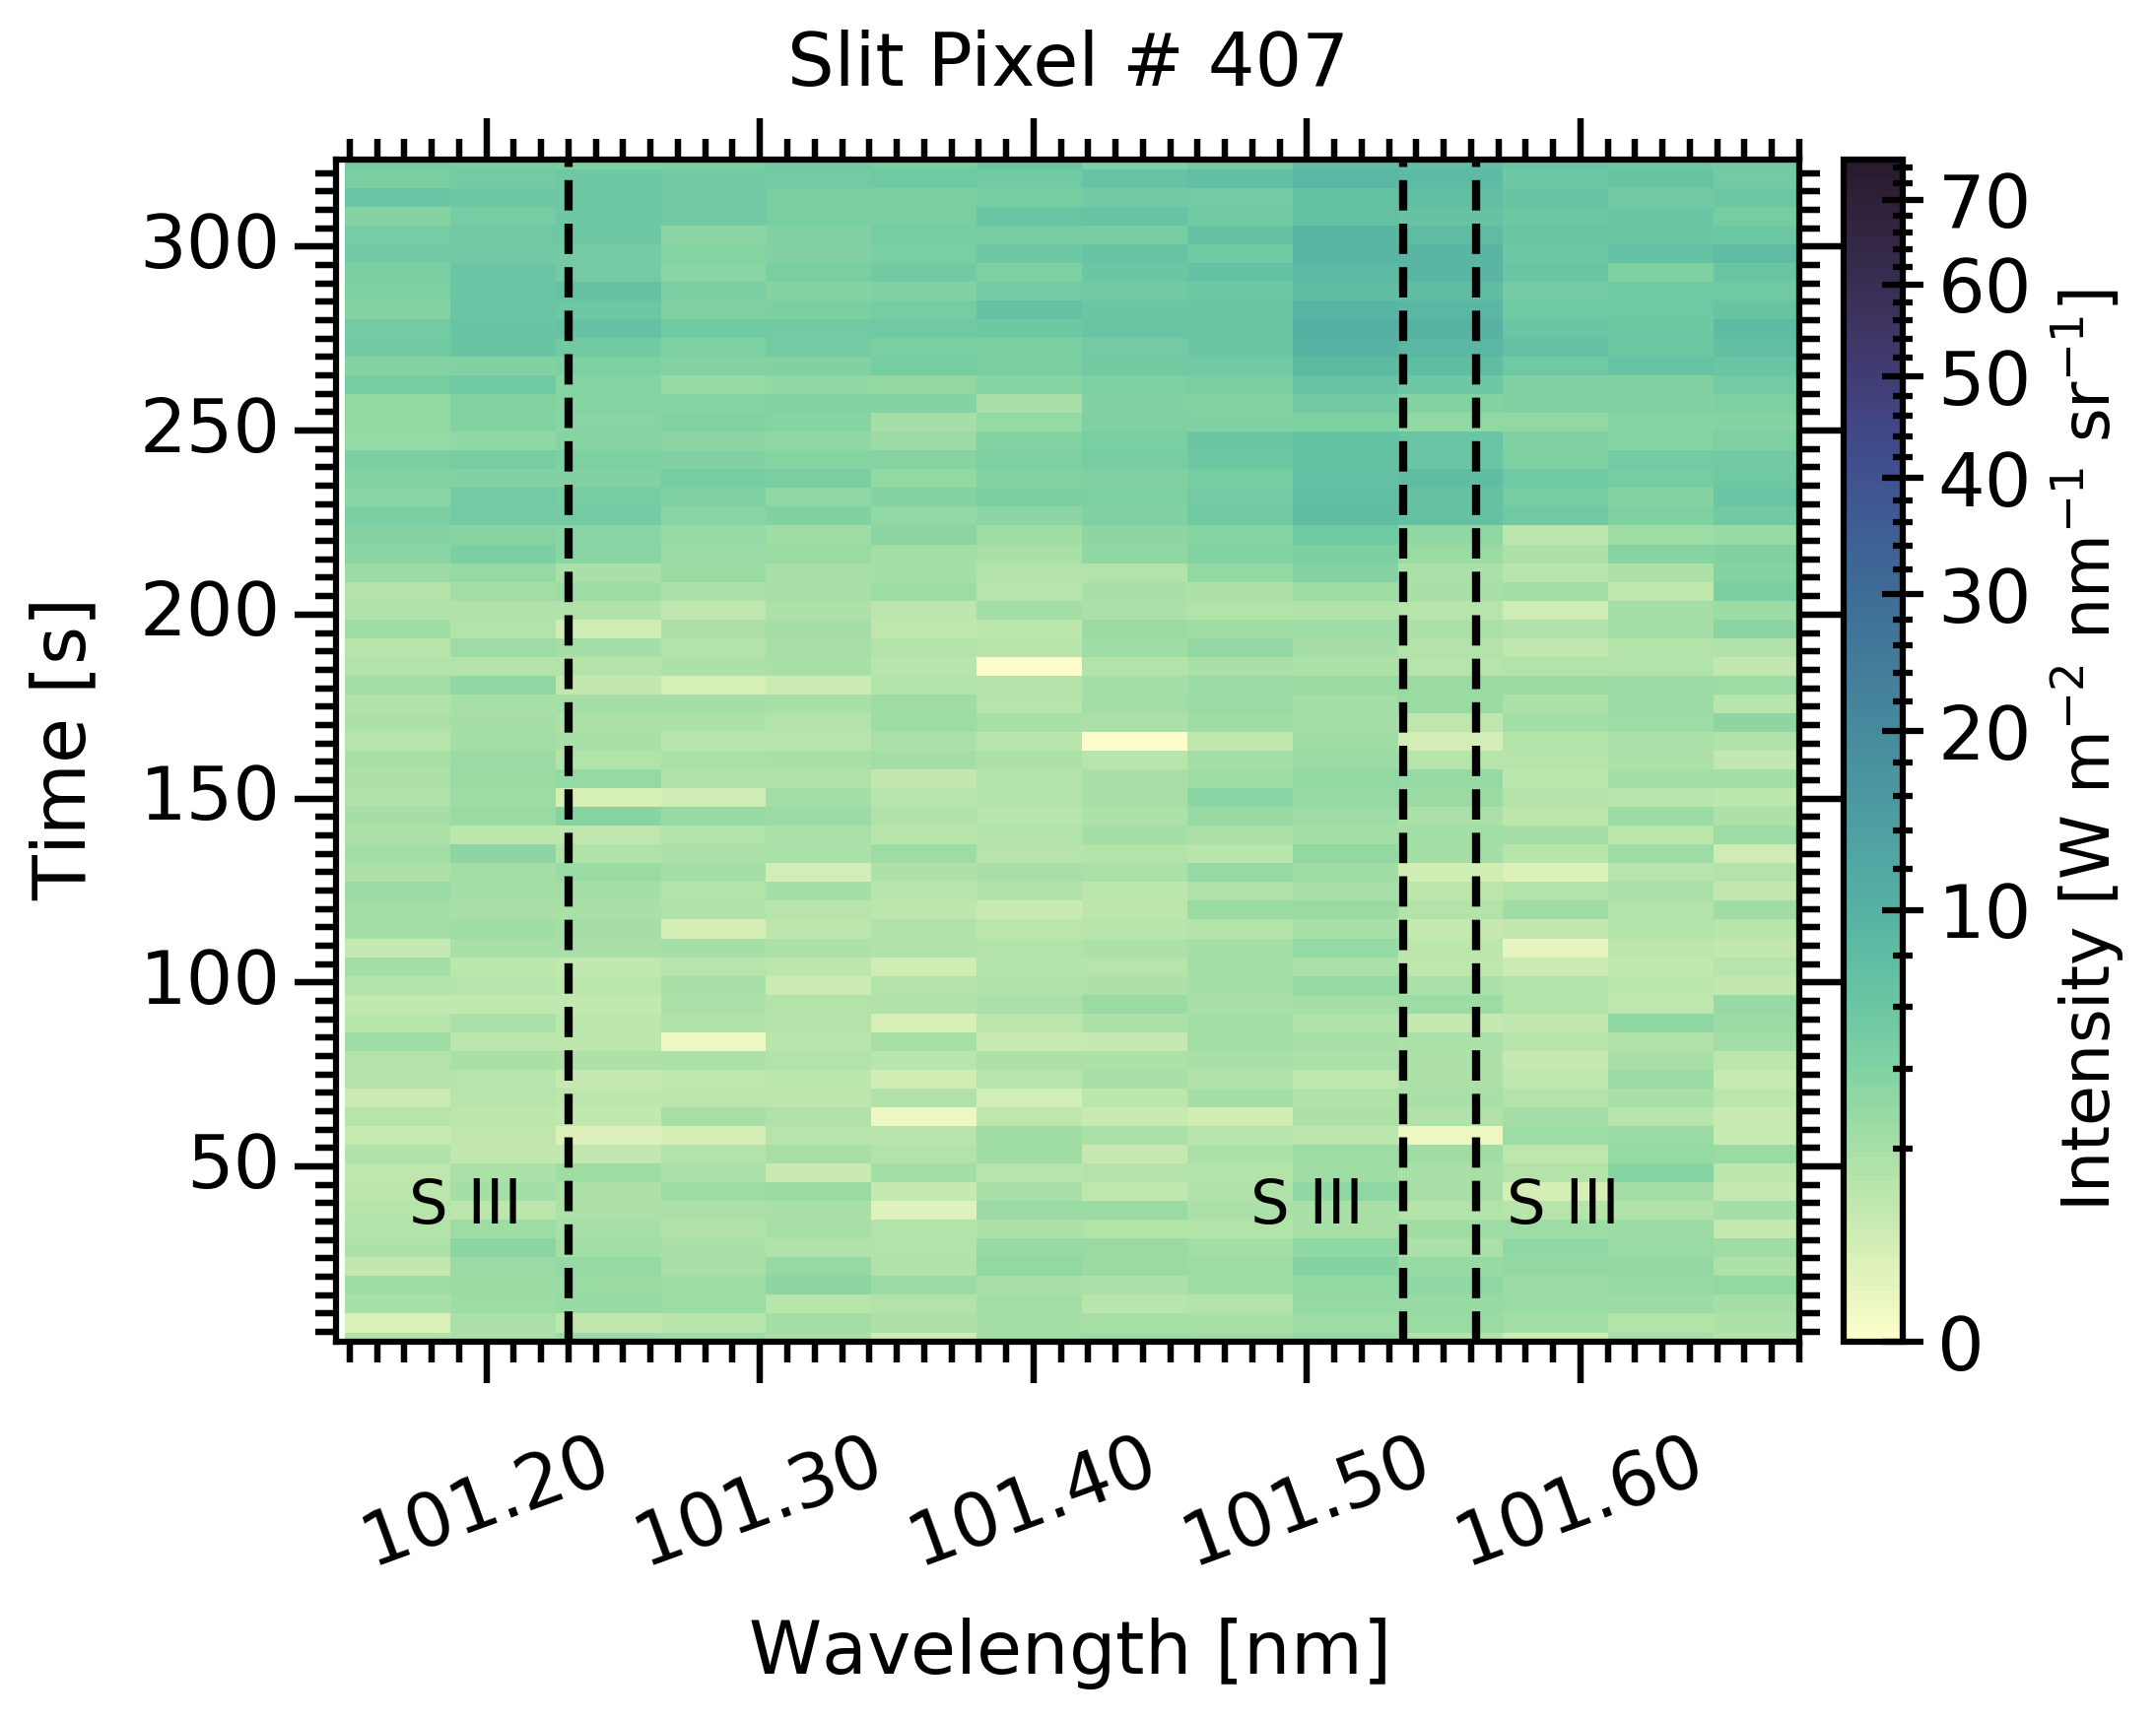 Slit Pixel # 407
300
250
200
150
100
50
Time [s]
S III
S III
S III
101.20
101.30
101.40
101.50
101.60
Wavelength [nm]
70
60
50
40
30
20
10
0
Intensity [W m⁻² nm⁻¹ sr⁻¹]